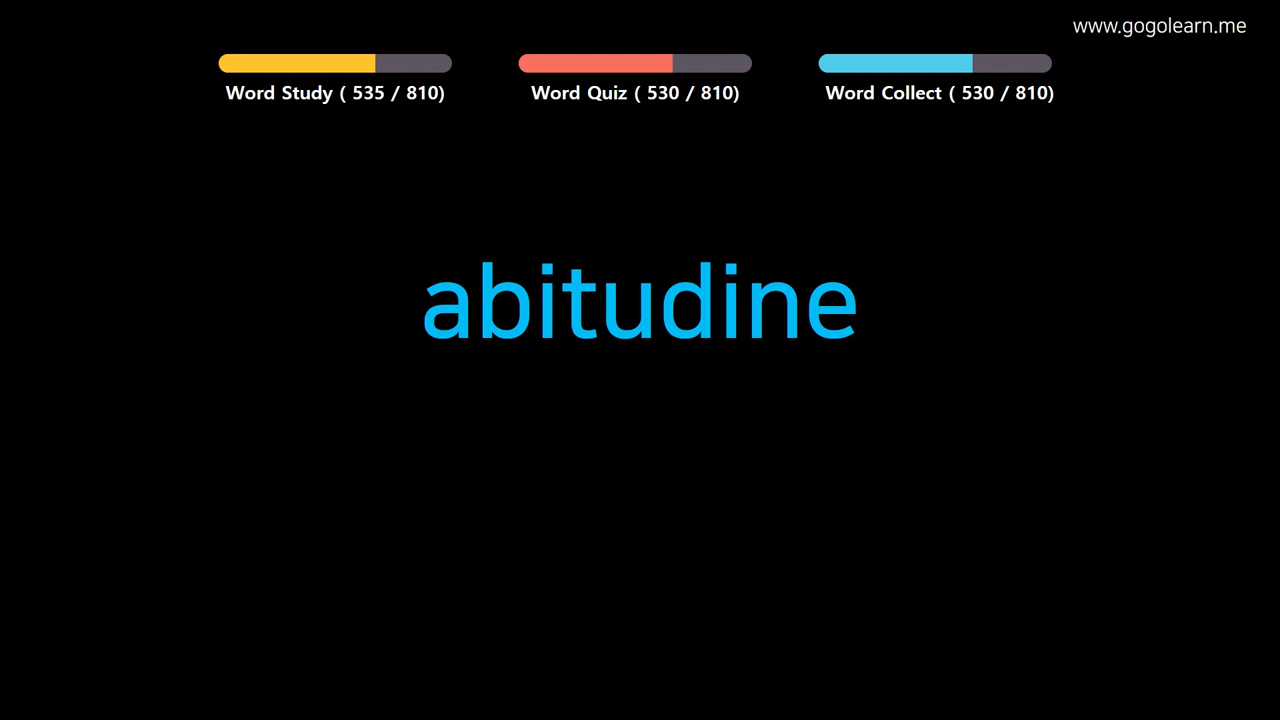 www.gogolearn.me
Word Study ( 535 / 810)
Word Quiz ( 530 / 810)
Word Collect ( 530 / 810)
abitudine